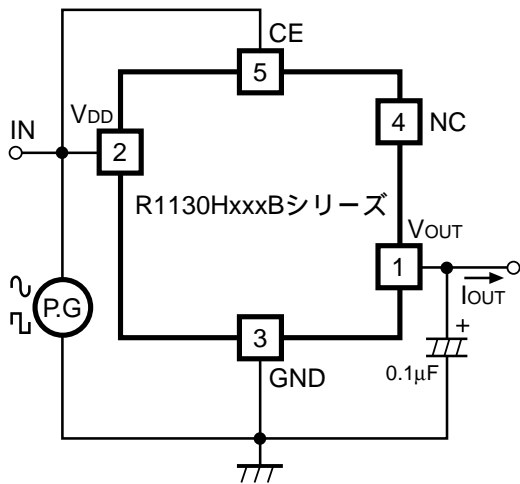 CE
5
VDD
4
NC
IN
2
R1130HxxxBシリーズ
VOUT
1
IOUT
P.G
3
+
0.1μF
GND